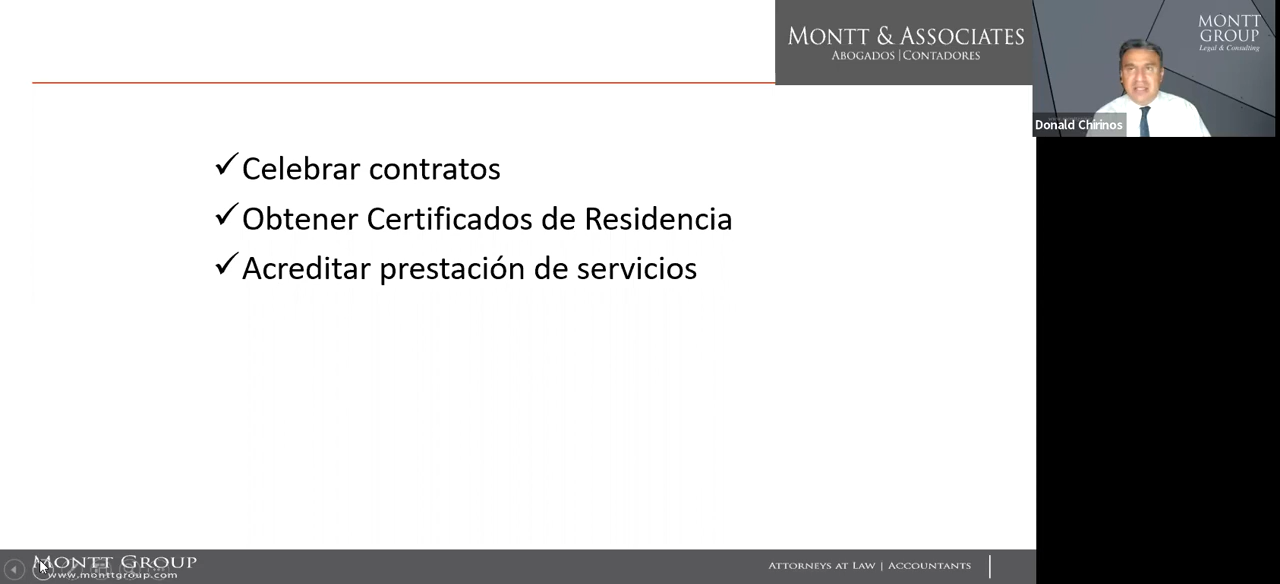 MONTT & ASSOCIATES
ABOGADOS | CONTADORES
MONTT
GROUP
Legal & Consulting
Donald Chirinos
✓Celebrar contratos
✓Obtener Certificados de Residencia
✓Acreditar prestación de servicios
MONTT GROUP
www.monttgroup.com
ATTORNEYS AT LAW | ACCOUNTANTS